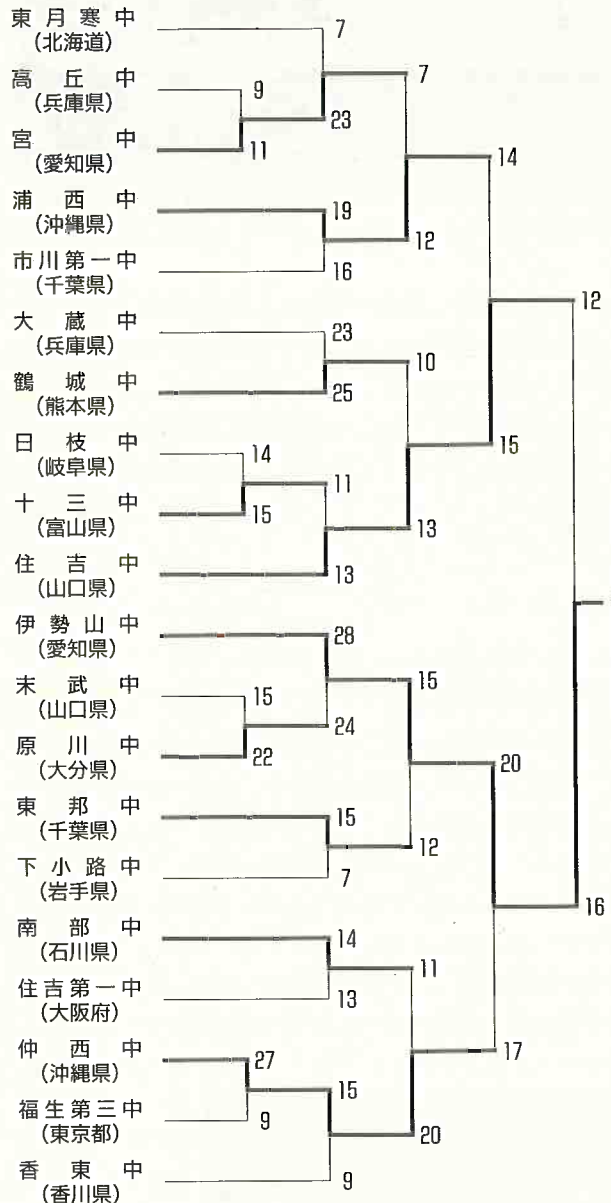 東月寒中
(北海道)
7
高丘中
(兵庫県)
9
7
23
宮中
(愛知県)
11
14
浦西中
(沖縄県)
19
12
市川第一中
(千葉県)
16
大蔵中
(兵庫県)
23
12
鶴城中
(熊本県)
25
10
日枝中
(岐阜県)
14
15
十三中
(富山県)
15
11
13
住吉中
(山口県)
13
伊勢山中
(愛知県)
28
末武中
(山口県)
15
15
24
原川中
(大分県)
22
20
東邦中
(千葉県)
15
12
下小路中
(岩手県)
7
16
南部中
(石川県)
14
11
住吉第一中
(大阪府)
13
仲西中
(沖縄県)
27
17
福生第三中
(東京都)
9
15
20
香東中
(香川県)
9